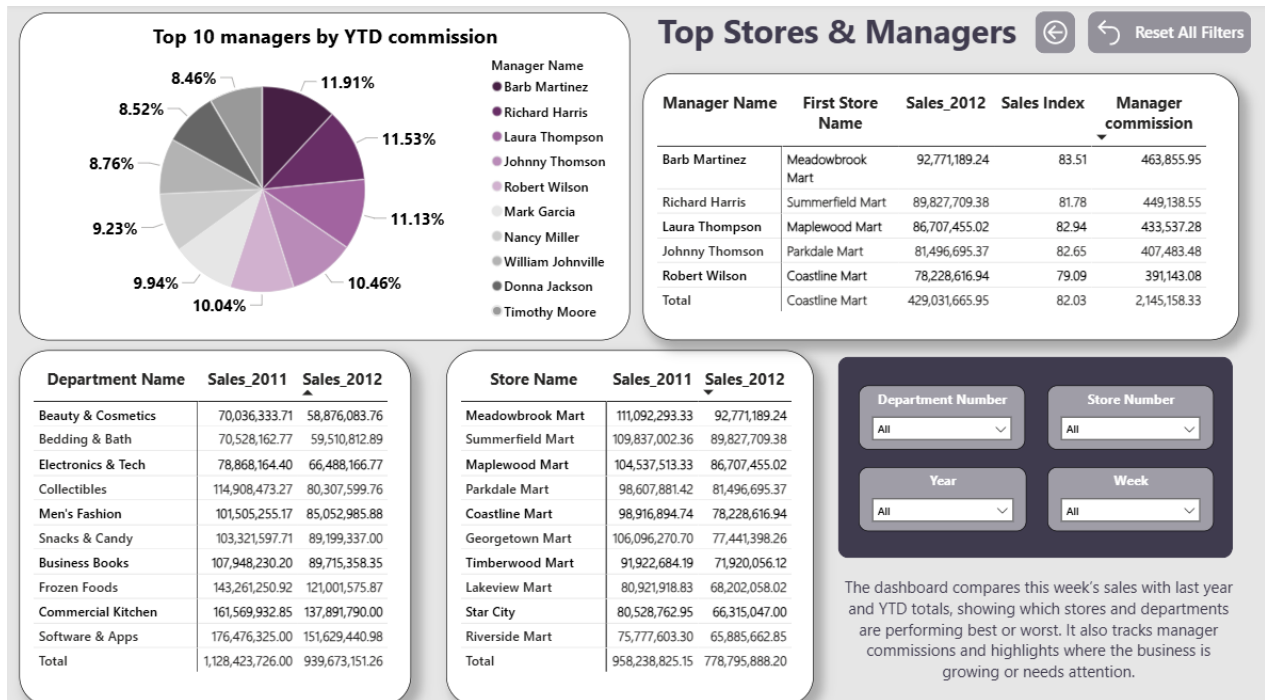 Top 10 managers by YTD commission
8.46%
11.91%
8.52%
11.53%
8.76%
11.13%
9.23%
10.46%
9.94%
10.04%
Manager Name
Barb Martinez
Richard Harris
Laura Thompson
Johnny Thomson
Robert Wilson
Mark Garcia
Nancy Miller
William Johnville
Donna Jackson
Timothy Moore
Top Stores & Managers
Reset All Filters
Manager Name First Store Name Sales_2012 Sales Index Manager commission
Barb Martinez Meadowbrook Mart 92,771,189.24 83.51 463,855.95
Richard Harris Summerfield Mart 89,827,709.38 81.78 449,138.55
Laura Thompson Maplewood Mart 86,707,455.02 82.94 433,537.28
Johnny Thomson Parkdale Mart 81,496,695.37 82.65 407,483.48
Robert Wilson Coastline Mart 78,228,616.94 79.09 391,143.08
Total Coastline Mart 429,031,665.95 82.03 2,145,158.33
Department Name Sales_2011 Sales_2012
Beauty & Cosmetics 70,036,333.71 58,876,083.76
Bedding & Bath 70,528,162.77 59,510,812.89
Electronics & Tech 78,868,164.40 66,488,166.77
Collectibles 114,908,473.27 80,307,599.76
Men's Fashion 101,505,255.17 85,052,985.88
Snacks & Candy 103,321,597.71 89,199,337.00
Business Books 107,948,230.20 89,715,358.35
Frozen Foods 143,261,250.92 121,001,575.87
Commercial Kitchen 161,569,932.85 137,891,790.00
Software & Apps 176,476,325.00 151,629,440.98
Total 1,128,423,726.00 939,673,151.26
Store Name Sales_2011 Sales_2012
Meadowbrook Mart 111,092,293.33 92,771,189.24
Summerfield Mart 109,837,002.36 89,827,709.38
Maplewood Mart 104,537,513.33 86,707,455.02
Parkdale Mart 98,607,881.42 81,496,695.37
Coastline Mart 98,916,894.74 78,228,616.94
Georgetown Mart 106,096,270.70 77,441,398.26
Timberwood Mart 91,922,684.19 71,920,056.12
Lakeview Mart 80,921,918.83 68,202,058.02
Star City 80,528,762.95 66,315,047.00
Riverside Mart 75,777,603.30 65,885,662.85
Total 958,238,825.15 778,795,888.20
Department Number
All
Store Number
All
Year
All
Week
All
The dashboard compares this week's sales with last year
and YTD totals, showing which stores and departments
are performing best or worst. It also tracks manager
commissions and highlights where the business is
growing or needs attention.